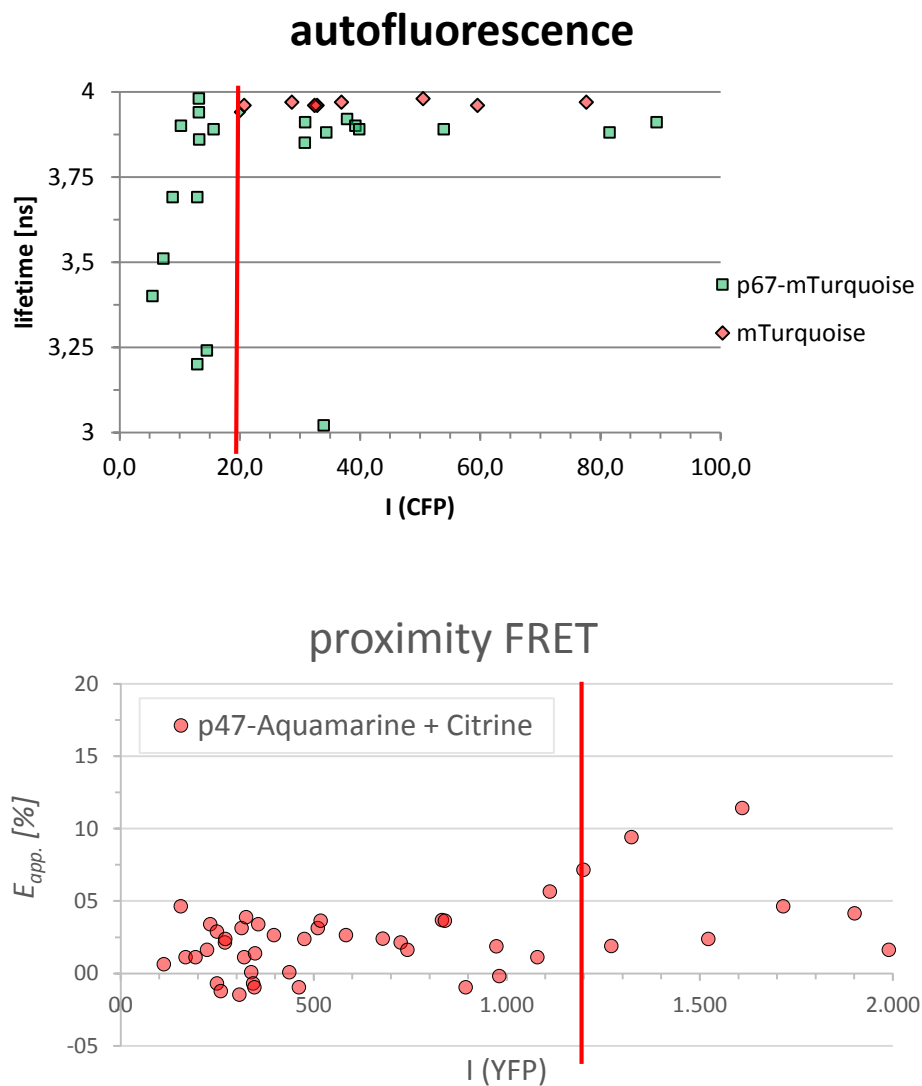 autofluorescence
4
3,75
3,5
3,25
3
lifetime [ns]
0,0 20,0 40,0 60,0 80,0 100,0
I (CFP)
p67-mTurquoise
mTurquoise
proximity FRET
20
15
10
05
00
-05
E app. [%]
p47-Aquamarine + Citrine
00 500 1.000 1.500 2.000
I (YFP)